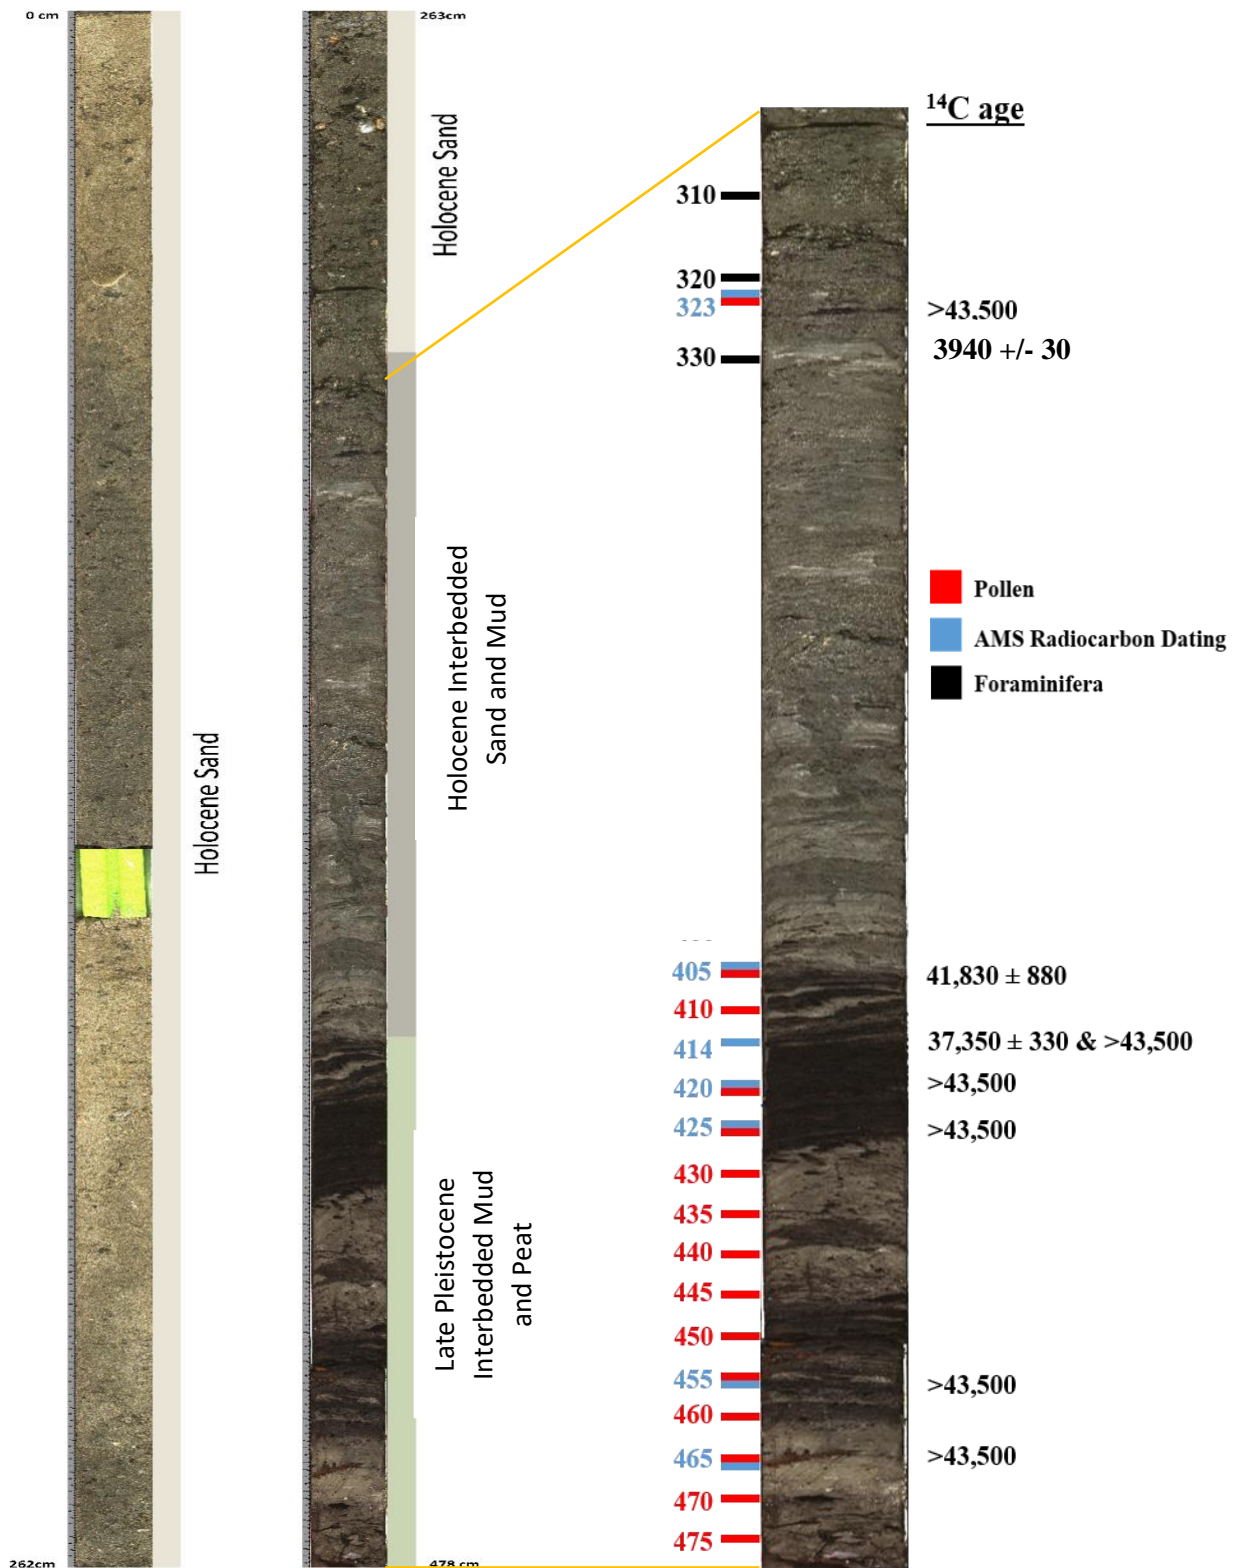 0 cm
263cm
Holocene Sand
262cm
Holocene Sand
Holocene Interbedded
Sand and Mud
Late Pleistocene
Interbedded Mud
and Peat
478 cm
310
320
323
330
405
410
414
420
425
430
435
440
445
450
455
460
465
470
475
¹⁴C age
>43,500
3940 +/- 30
41,830 ± 880
37,350 ± 330 & >43,500
>43,500
>43,500
>43,500
>43,500
Pollen
AMS Radiocarbon Dating
Foraminifera